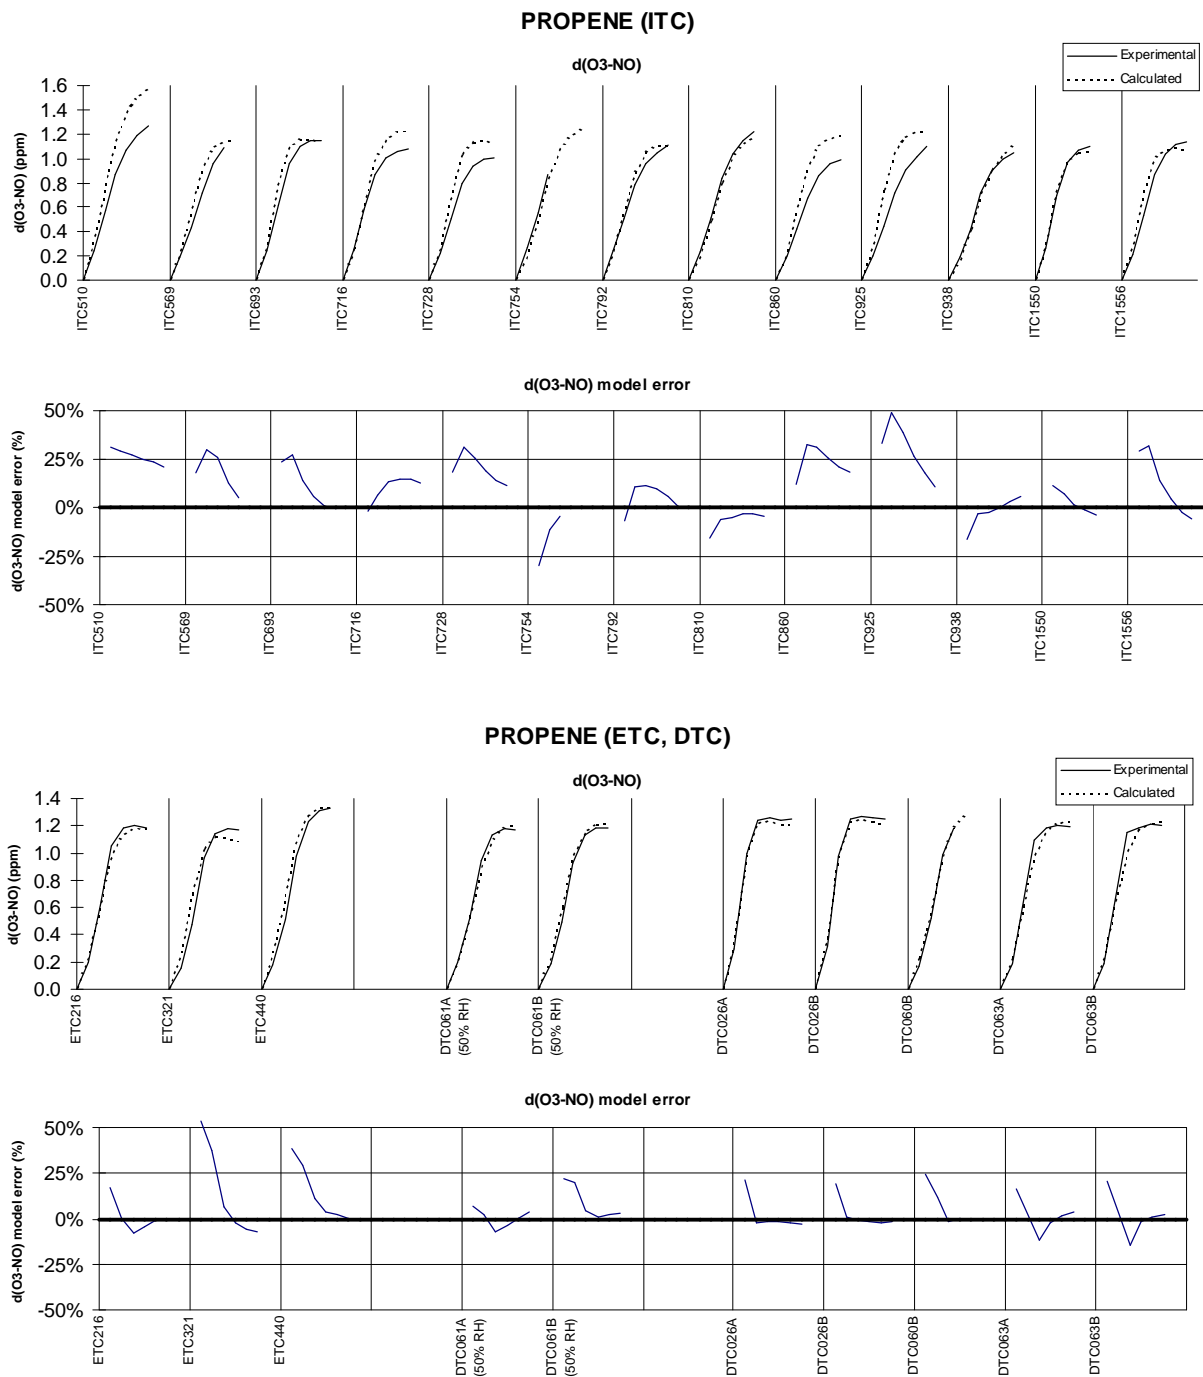 PROPENE (ITC)
d(O3-NO)
Experimental
Calculated
d(O3-NO) (ppm)
1.6
1.4
1.2
1.0
0.8
0.6
0.4
0.2
0.0
ITC510
ITC569
ITC693
ITC716
ITC728
ITC754
ITC792
ITC810
ITC860
ITC925
ITC938
ITC1550
ITC1556
d(O3-NO) model error
d(O3-NO) model error (%)
50%
25%
0%
-25%
-50%
ITC510
ITC569
ITC693
ITC716
ITC728
ITC754
ITC792
ITC810
ITC860
ITC925
ITC938
ITC1550
ITC1556
PROPENE (ETC, DTC)
d(O3-NO)
Experimental
Calculated
d(O3-NO) (ppm)
1.4
1.2
1.0
0.8
0.6
0.4
0.2
0.0
ETC216
ETC321
ETC440
DTC061A
(50% RH)
DTC061B
(50% RH)
DTC026A
DTC026B
DTC060B
DTC063A
DTC063B
d(O3-NO) model error
d(O3-NO) model error (%)
50%
25%
0%
-25%
-50%
ETC216
ETC321
ETC440
DTC061A
(50% RH)
DTC061B
(50% RH)
DTC026A
DTC026B
DTC060B
DTC063A
DTC063B